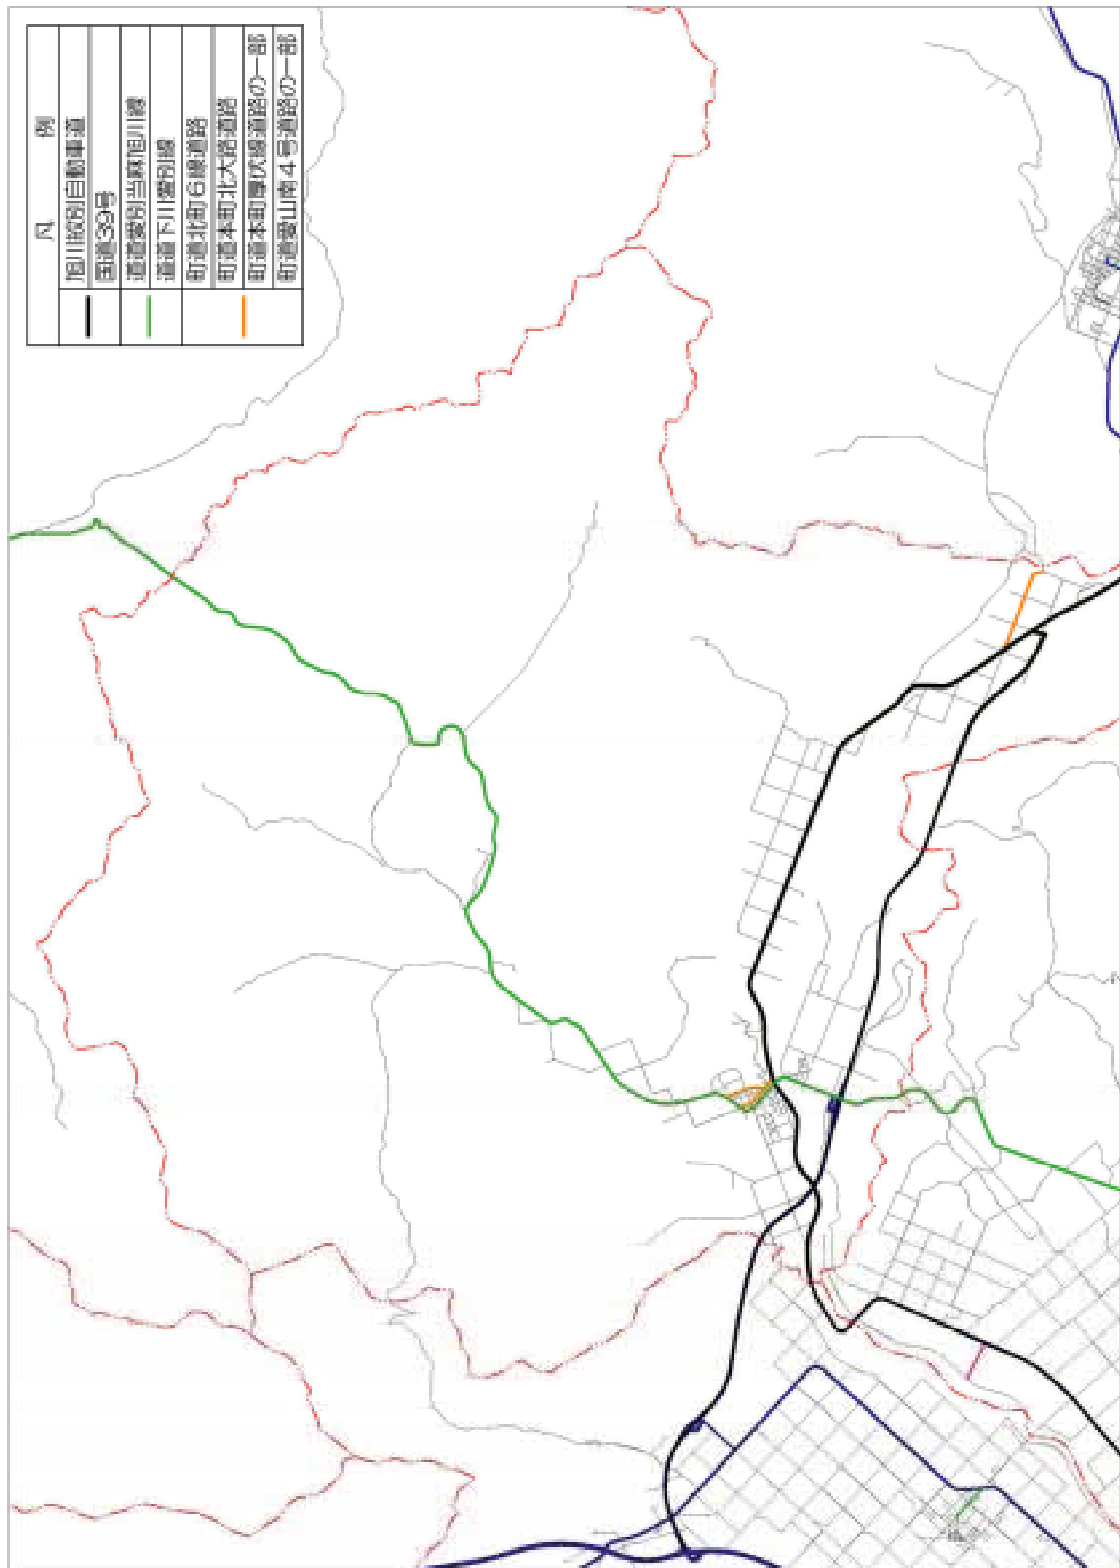 凡例
旭川紋別自動車道
国道39号
道道愛別当麻旭川線
道道下川愛別線
町道北町6線道路
町道本町北大路道路
町道本町厚伏線道路の一部
町道愛山南4号道路の一部